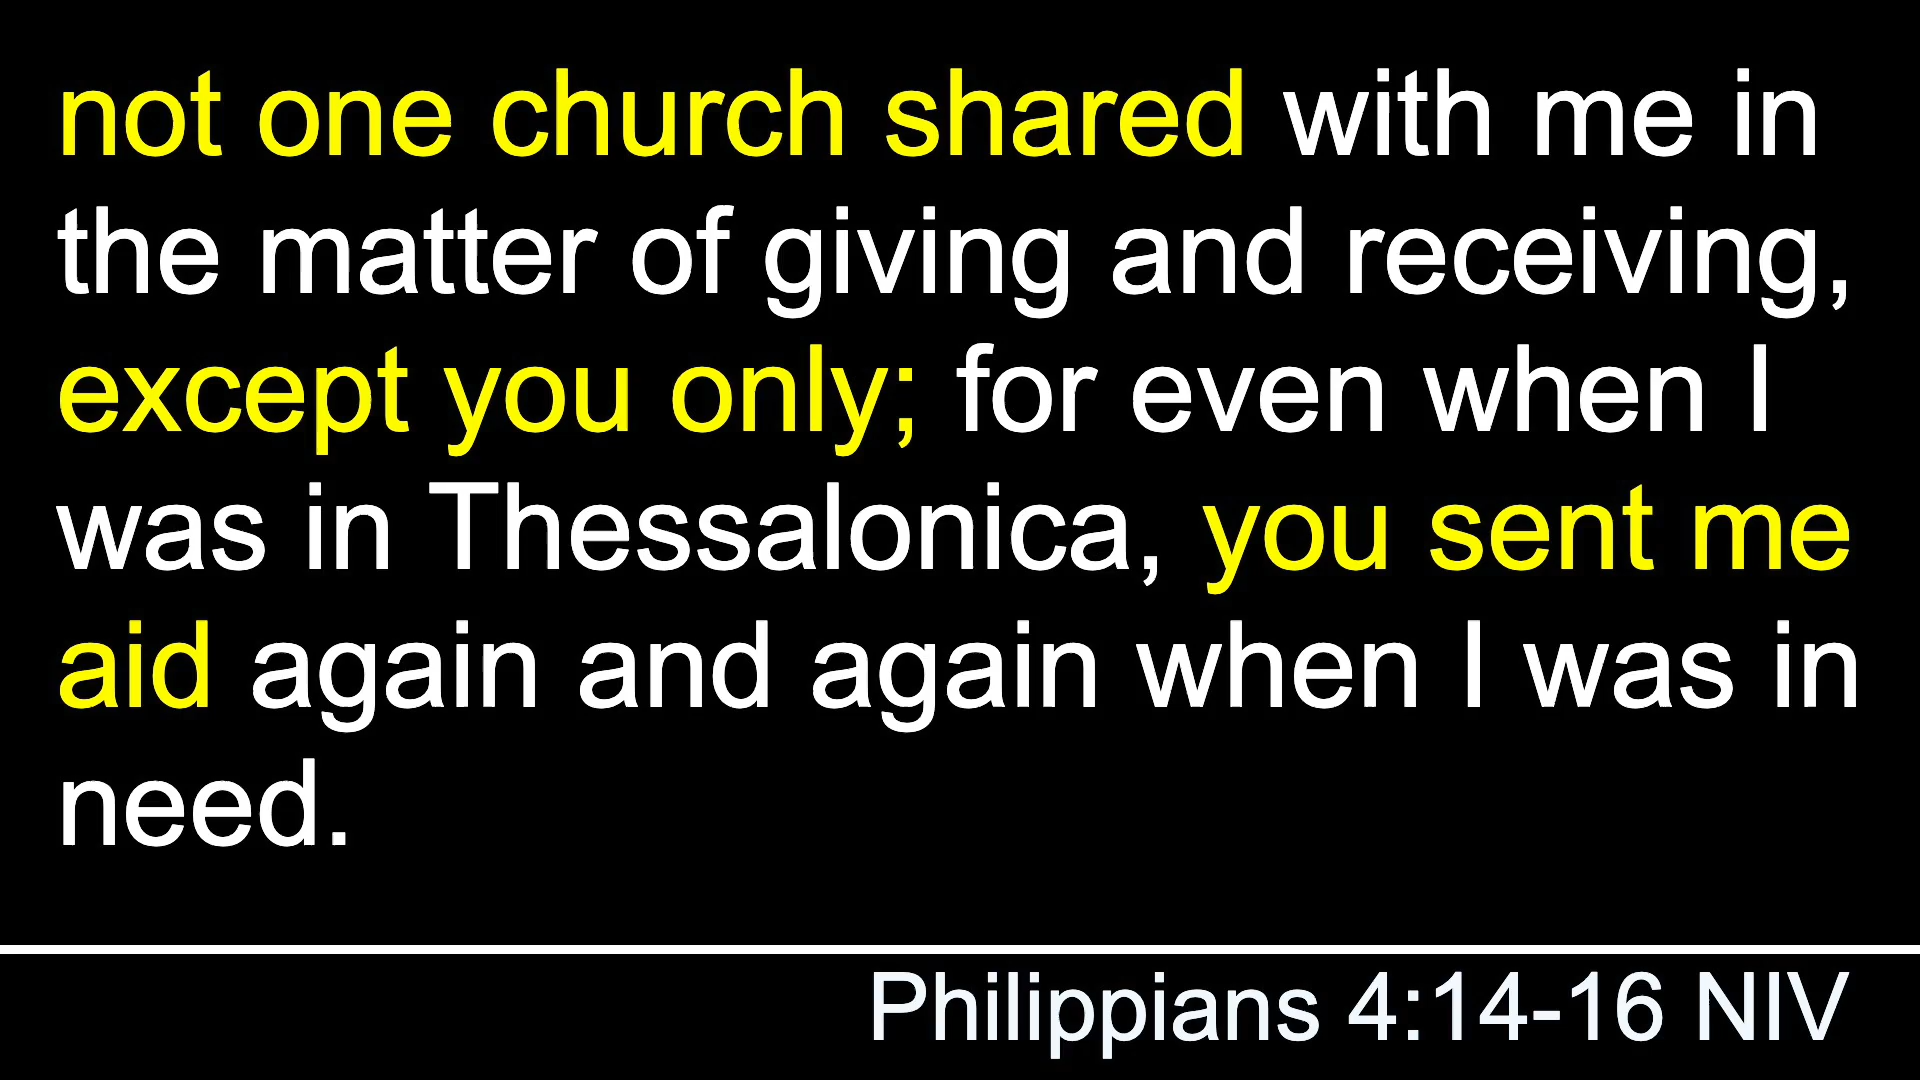 not one church shared with me in
the matter of giving and receiving,
except you only; for even when I
was in Thessalonica, you sent me
aid again and again when I was in
need.
Philippians 4:14-16 NIV